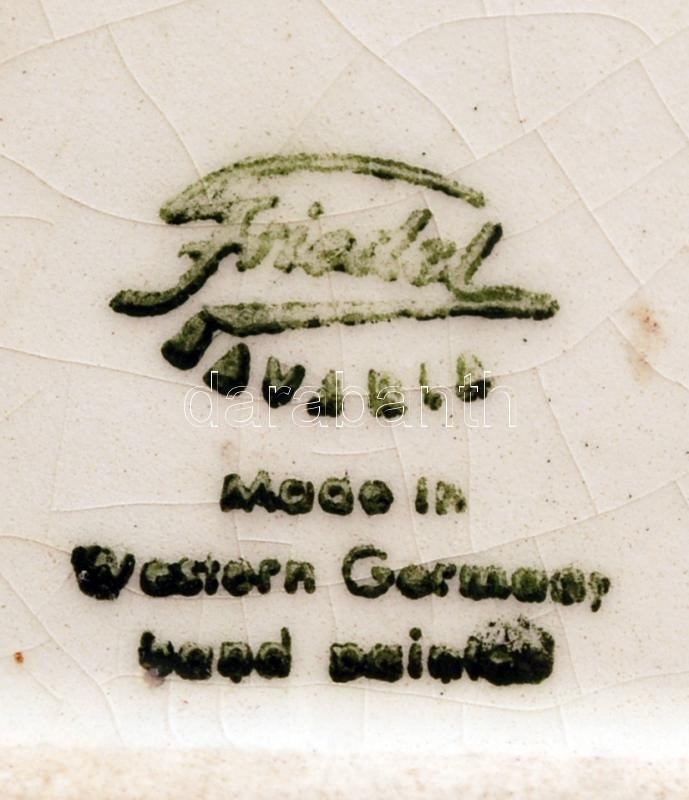 Friedel
darabanth
Made in
Western Germany
hand painted